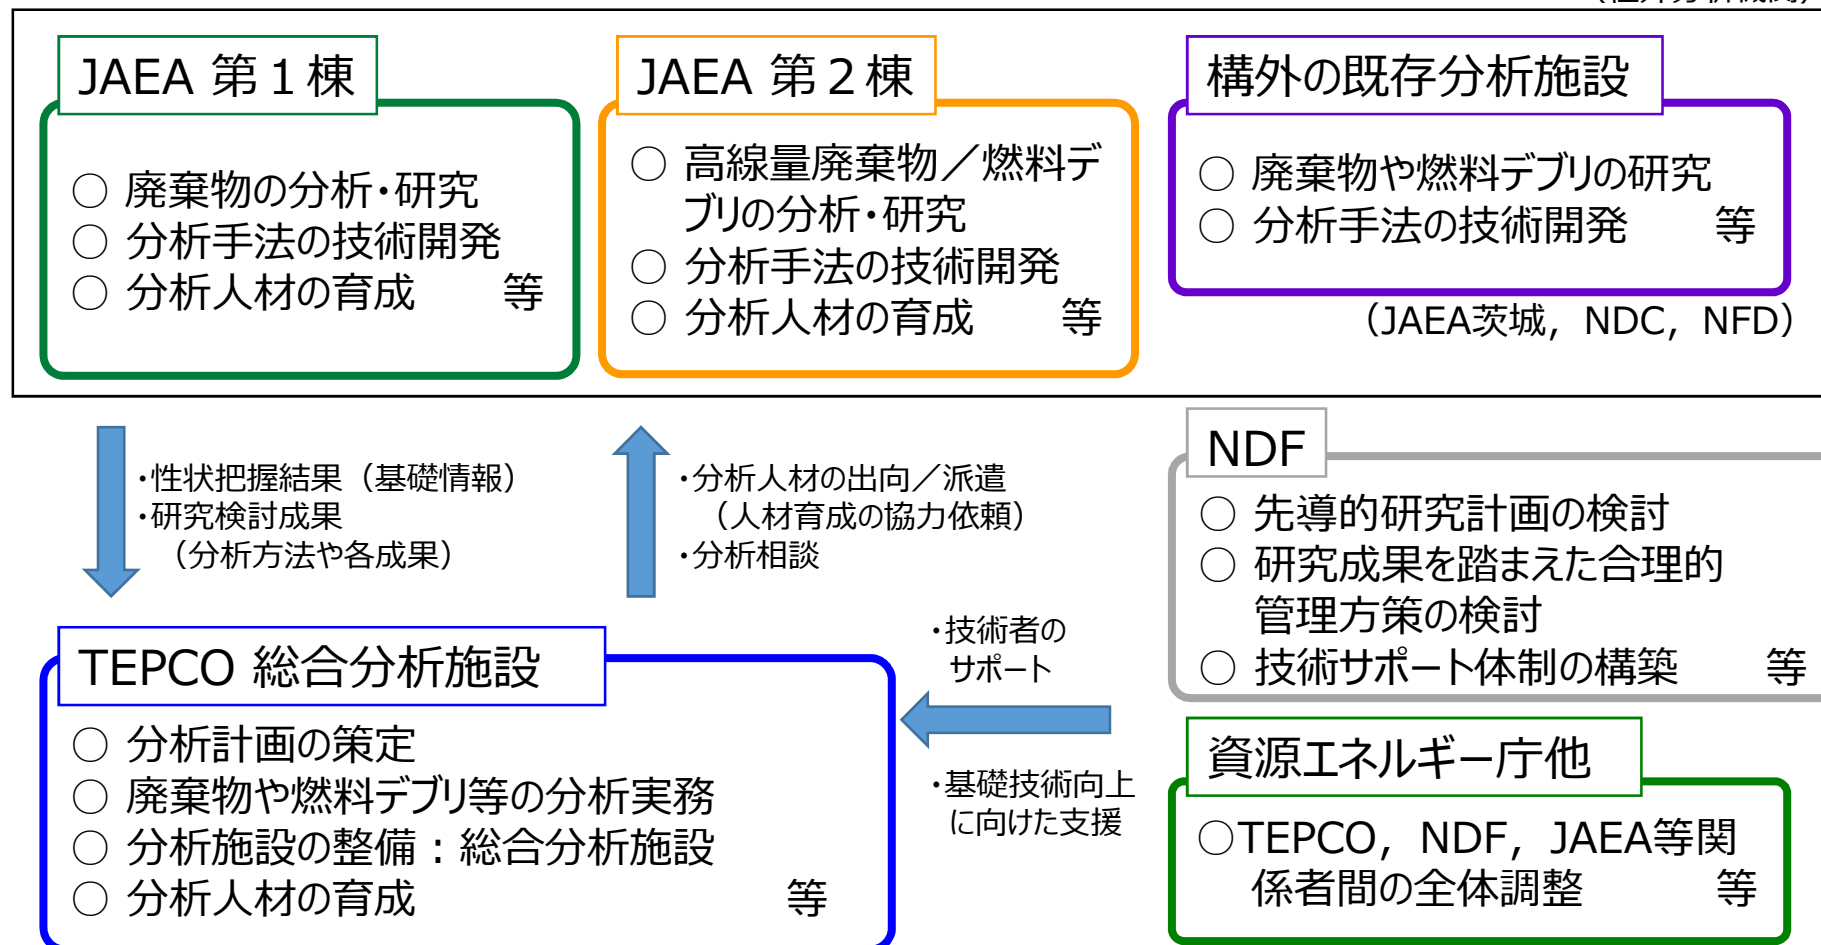 JAEA 第１棟
○ 廃棄物の分析・研究
○ 分析手法の技術開発
○ 分析人材の育成　　等
JAEA 第２棟
○ 高線量廃棄物／燃料デ
ブリの分析・研究
○ 分析手法の技術開発
○ 分析人材の育成　　等
構外の既存分析施設
○ 廃棄物や燃料デブリの研究
○ 分析手法の技術開発　　等
（JAEA茨城，NDC，NFD）
・性状把握結果（基礎情報）
・研究検討成果
（分析方法や各成果）
・分析人材の出向／派遣
（人材育成の協力依頼）
・分析相談
NDF
○ 先導的研究計画の検討
○ 研究成果を踏まえた合理的
管理方策の検討
○ 技術サポート体制の構築　　等
・技術者の
サポート
・基礎技術向上
に向けた支援
TEPCO 総合分析施設
○ 分析計画の策定
○ 廃棄物や燃料デブリ等の分析実務
○ 分析施設の整備：総合分析施設
○ 分析人材の育成　　等
資源エネルギー庁他
○TEPCO，NDF，JAEA等関
係者間の全体調整　　等